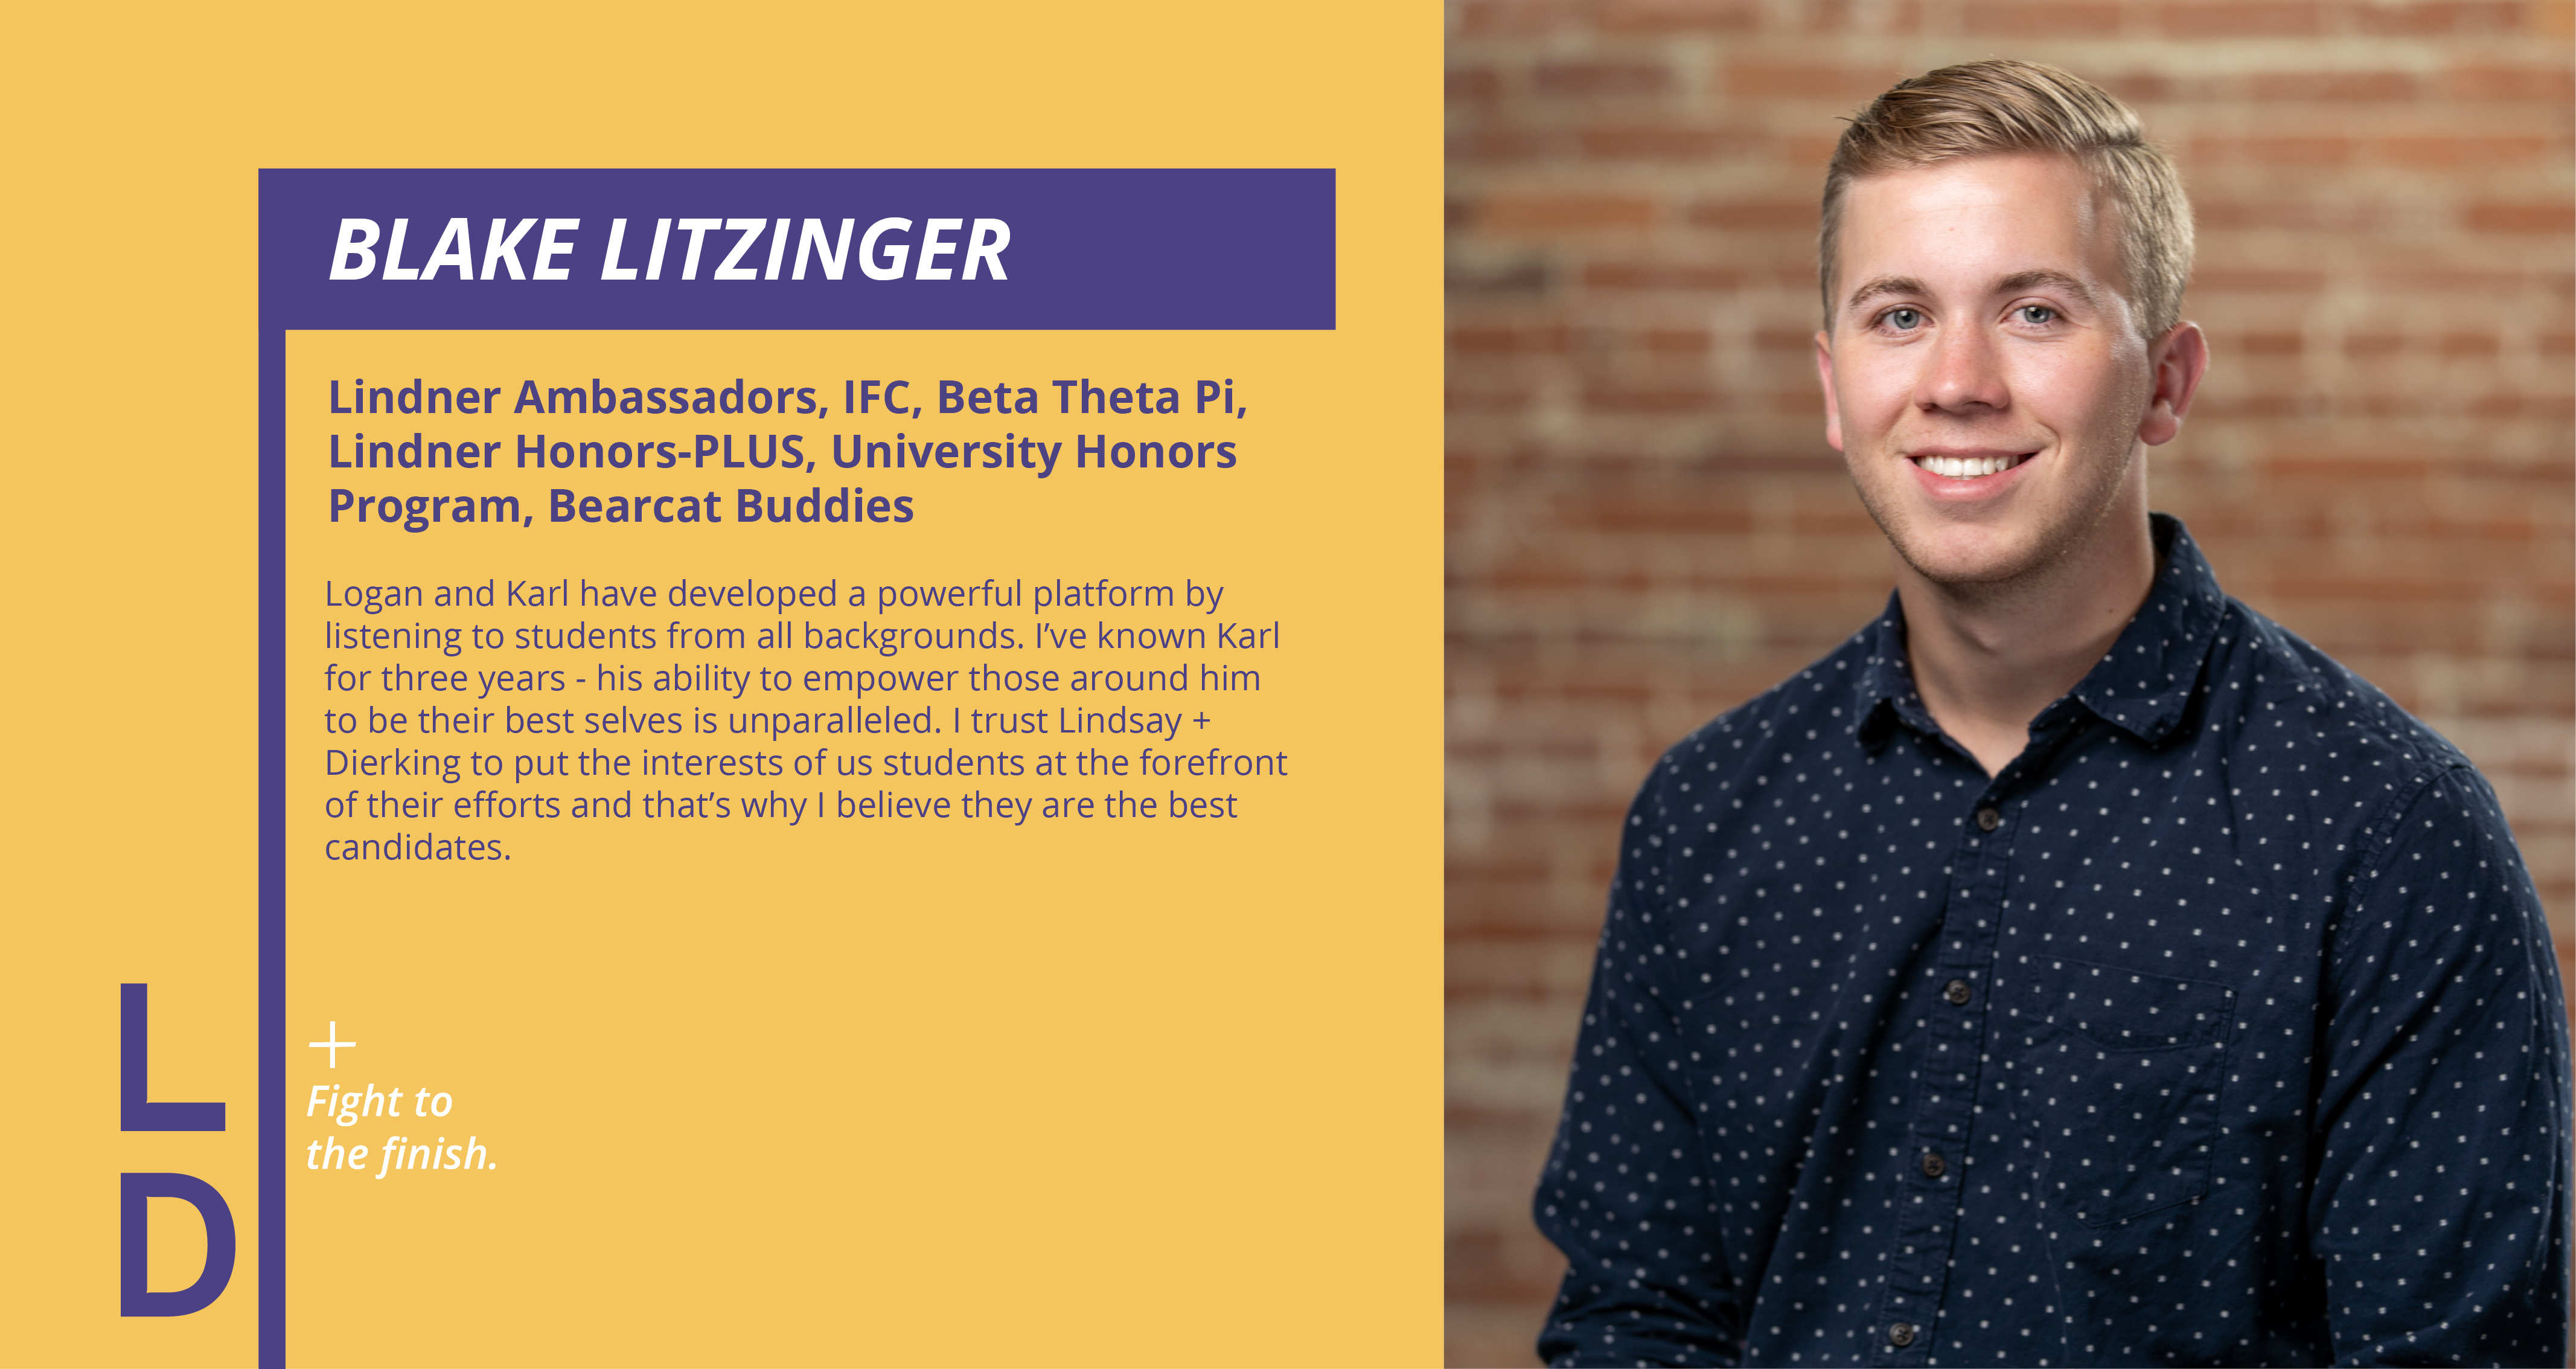 BLAKE LITZINGER
Lindner Ambassadors, IFC, Beta Theta Pi,
Lindner Honors-PLUS, University Honors
Program, Bearcat Buddies
Logan and Karl have developed a powerful platform by
listening to students from all backgrounds. I’ve known Karl
for three years - his ability to empower those around him
to be their best selves is unparalleled. I trust Lindsay +
Dierking to put the interests of us students at the forefront
of their efforts and that’s why I believe they are the best
candidates.
L
D
+
Fight to
the finish.